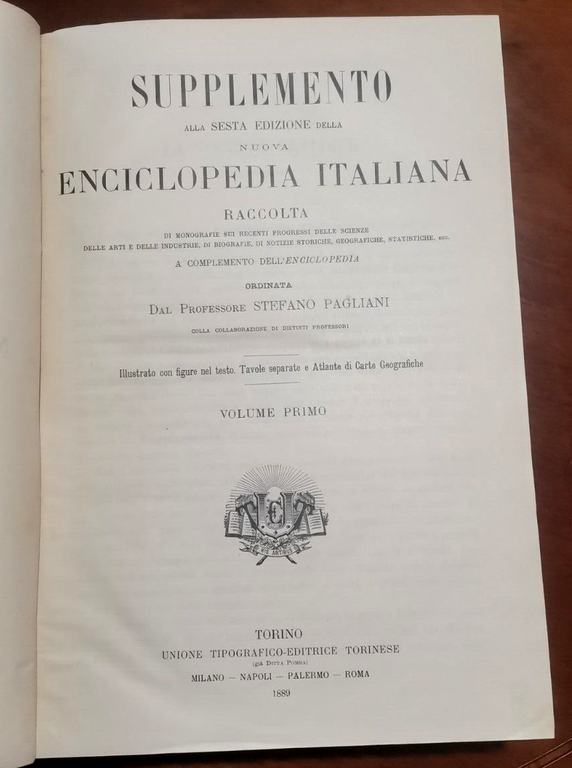 SUPPLEMENTO
ALLA SESTA EDIZIONE DELLA
NUOVA
ENCICLOPEDIA ITALIANA
RACCOLTA
DI MONOGRAFIE SUI RECENTI PROGRESSI DELLE SCIENZE
DELLE ARTI E DELLE INDUSTRIE, DI BIOGRAFIE, DI NOTIZIE STORICHE, GEOGRAFICHE, STATISTICHE, ECC.
A COMPLEMENTO DELL'ENCICLOPEDIA
ORDINATA
DAL PROFESSORE STEFANO PAGLIANI
COLLA COLLABORAZIONE DI DISTINTI PROFESSORI
Illustrato con figure nel testo. Tavole separate e Atlante di Carte Geografiche
VOLUME PRIMO
HIS ARTIBUS
TORINO
UNIONE TIPOGRAFICO-EDITRICE TORINESE
(già DITTA POMBA)
MILANO — NAPOLI — PALERMO — ROMA
1889